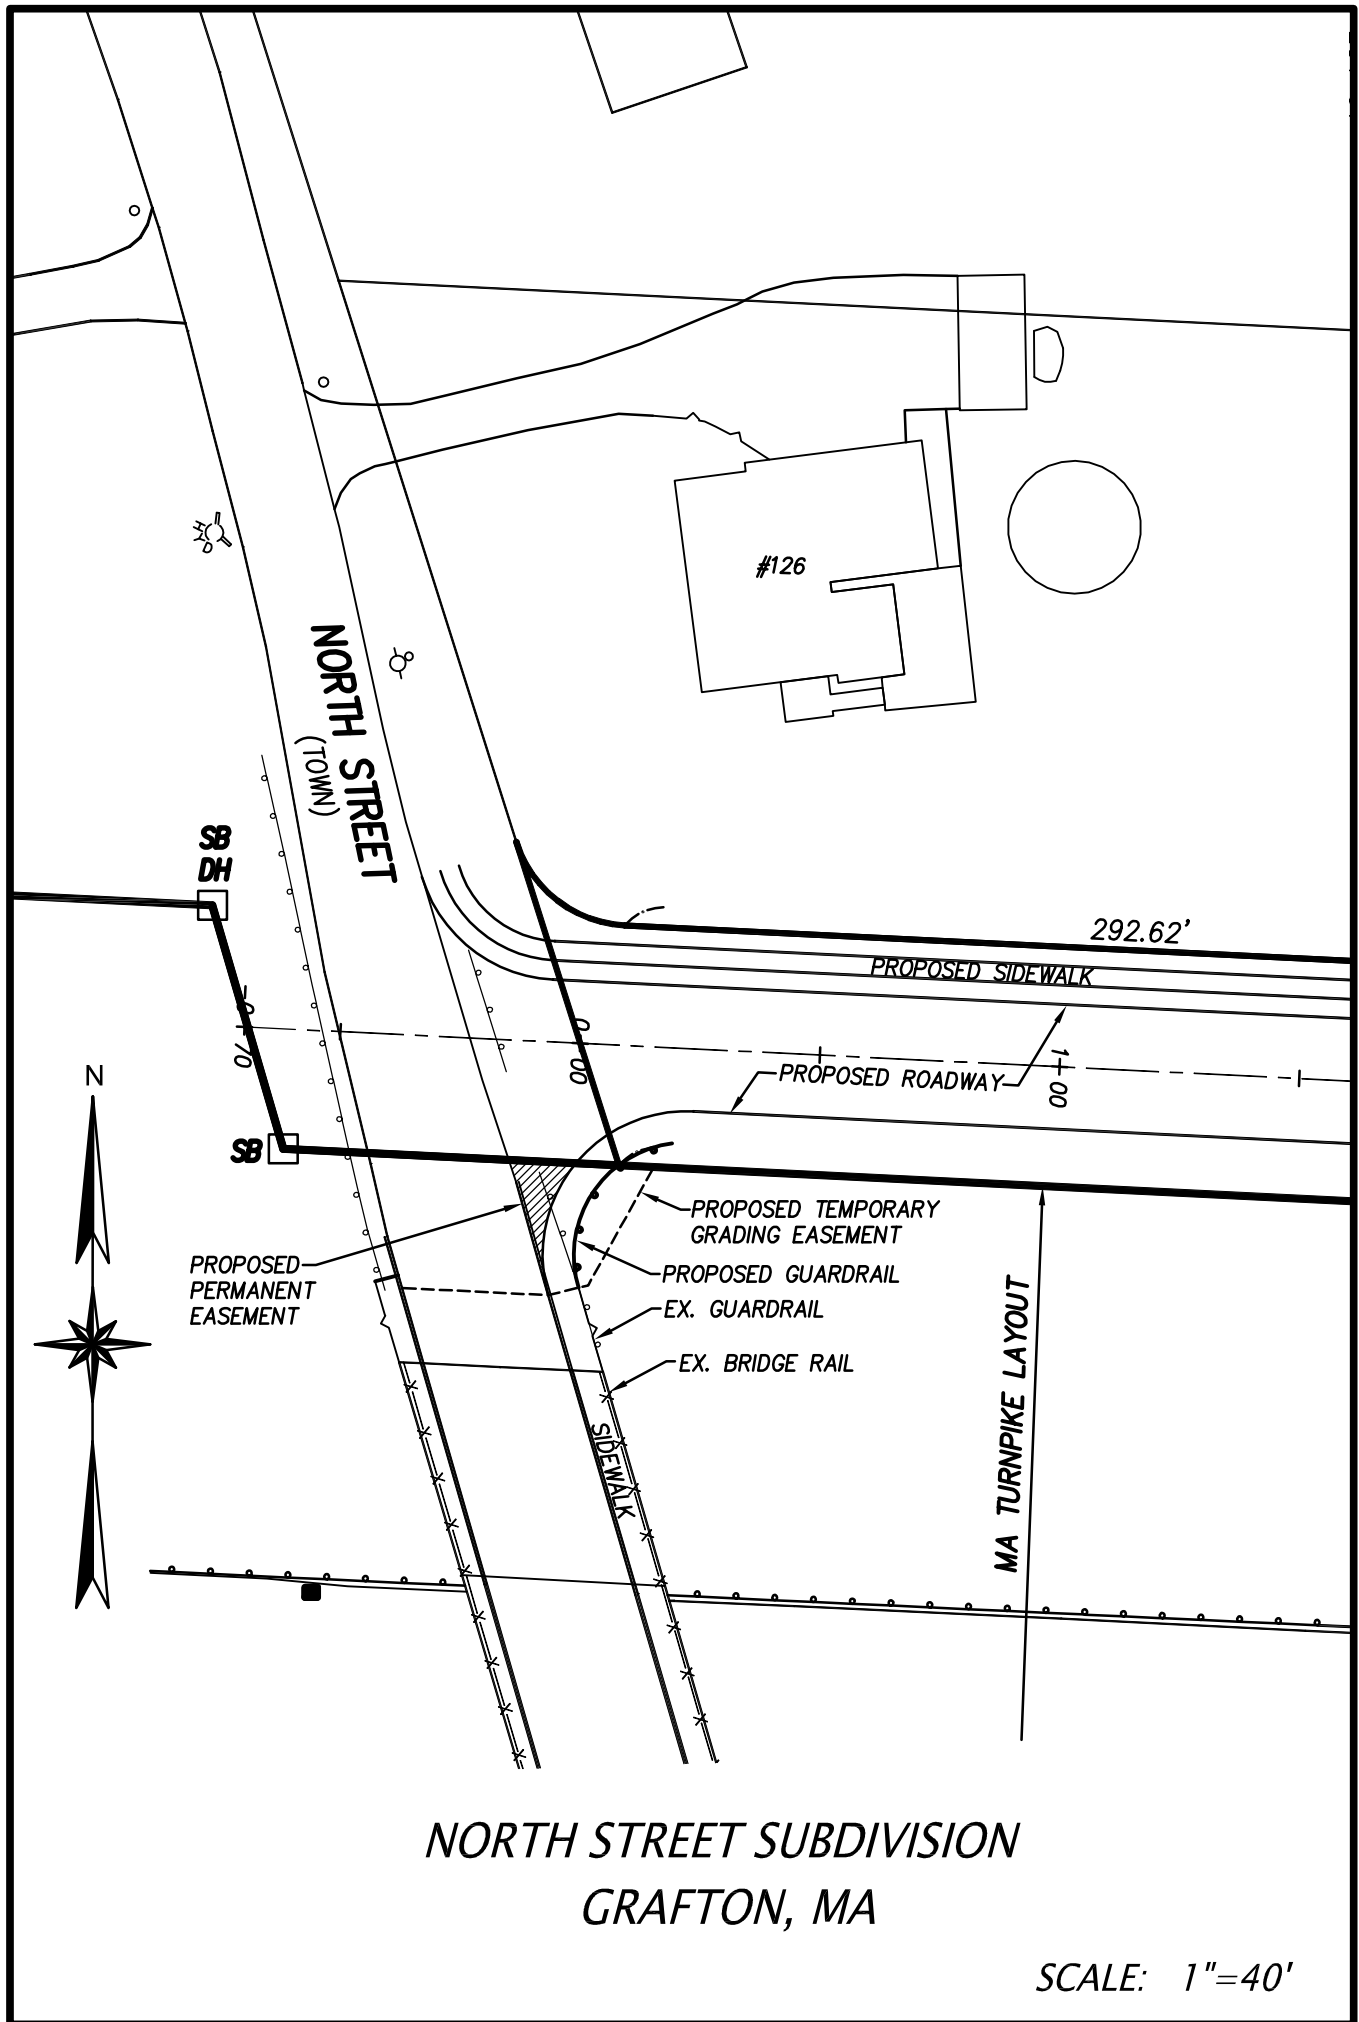 HYD
#126
NORTH STREET
(TOWN)
SB
DH
292.62'
PROPOSED SIDEWALK
-0+70
0+00
1+00
PROPOSED ROADWAY
N
SB
PROPOSED TEMPORARY
GRADING EASEMENT
PROPOSED
PERMANENT
EASEMENT
PROPOSED GUARDRAIL
EX. GUARDRAIL
EX. BRIDGE RAIL
SIDEWALK
MA TURNPIKE LAYOUT
NORTH STREET SUBDIVISION
GRAFTON, MA
SCALE: 1"=40'